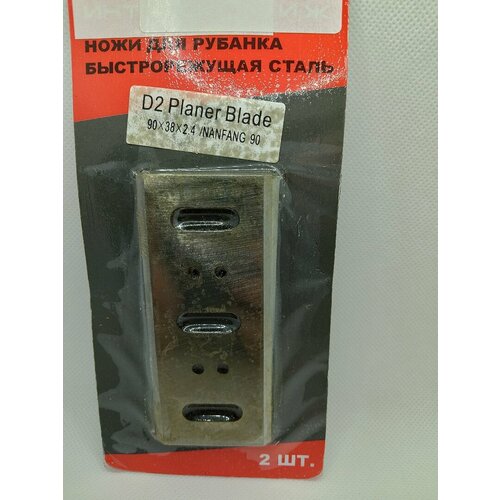 НОЖИ ДЛЯ РУБАНКА
БЫСТРОРЕЖУЩАЯ СТАЛЬ
D2 Planer Blade
90×38×2.4 /NANFANG 90
2 ШТ.